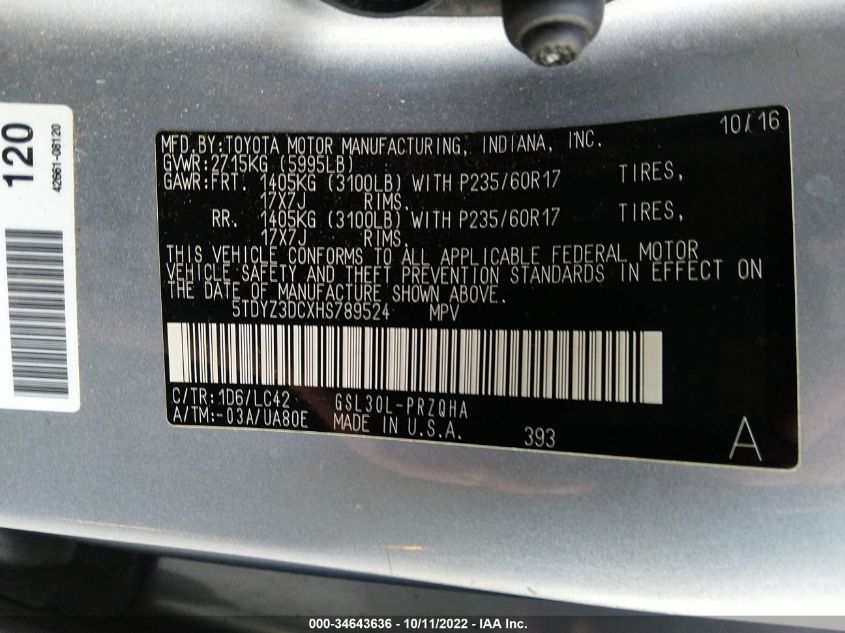 120
42661-08120
10/16
MFD.BY:TOYOTA MOTOR MANUFACTURING, INDIANA, INC.
GVWR:2715KG (5995LB)
GAWR:FRT. 1405KG (3100LB) WITH P235/60R17 TIRES,
17X7J RIMS.
RR. 1405KG (3100LB) WITH P235/60R17 TIRES,
17X7J RIMS.
THIS VEHICLE CONFORMS TO ALL APPLICABLE FEDERAL MOTOR
VEHICLE SAFETY AND THEFT PREVENTION STANDARDS IN EFFECT ON
THE DATE OF MANUFACTURE SHOWN ABOVE.
5TDYZ3DCXHS789524 MPV
C/TR:1D6/LC42 GSL30L-PRZQHA
A/TM:-03A/UA80E MADE IN U.S.A.
393
A
000-34643636 - 10/11/2022 - IAA Inc.